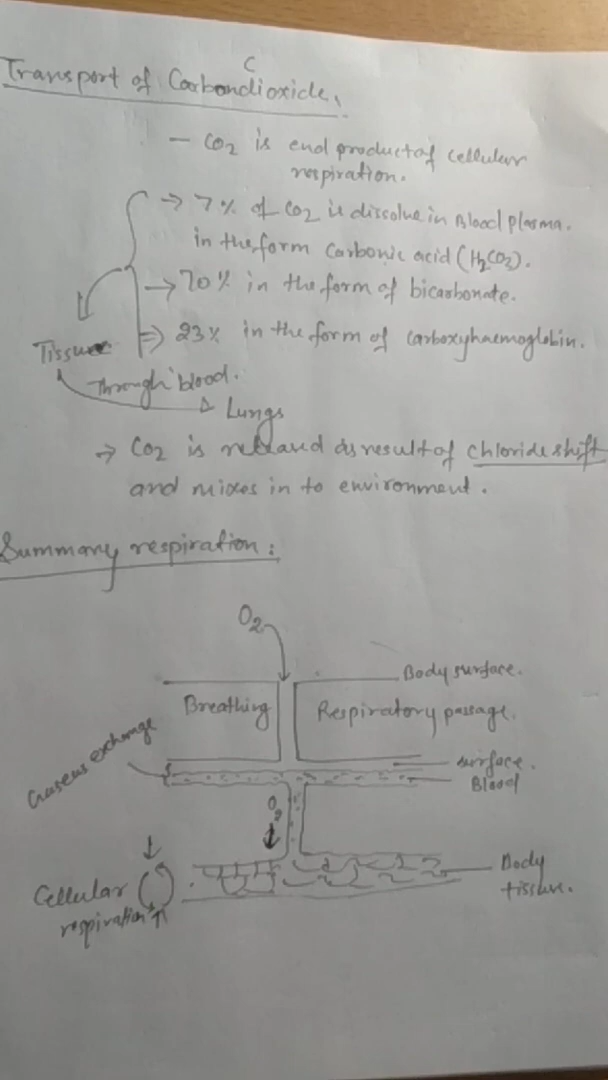 C
Transport of Carbondioxide.
- CO2 is end product of cellular
respiration.
→ 7% of CO2 is dissolve in Blood plasma.
in the form Carbonic acid (H2CO3).
→ 70% in the form of bicarbonate.
⇒ 23% in the form of carboxyhaemoglobin.
Tissue
Through blood.
Lungs
→ CO2 is as result of chloride shift
and mixes in to environment.
Summary respiration :
O2
Body surface.
Breathing
Respiratory passage.
Gaseus exchange
surface.
Blood
O2
Cellular
respiration
Body
tissue.